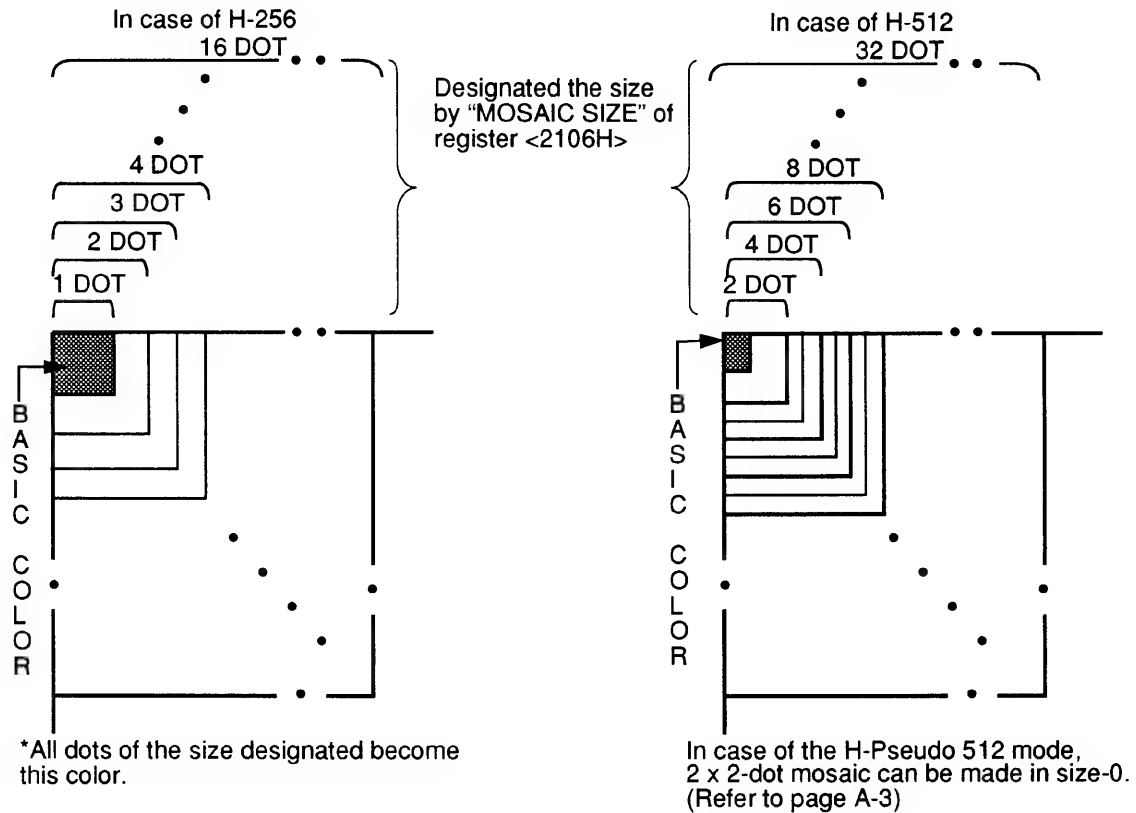 In case of H-256
16 DOT
4 DOT
3 DOT
2 DOT
1 DOT
BASIC COLOR
*All dots of the size designated become
this color.
Designated the size
by “MOSAIC SIZE” of
register <2106H>
In case of H-512
32 DOT
8 DOT
6 DOT
4 DOT
2 DOT
BASIC COLOR
In case of the H-Pseudo 512 mode,
2 x 2-dot mosaic can be made in size-0.
(Refer to page A-3)